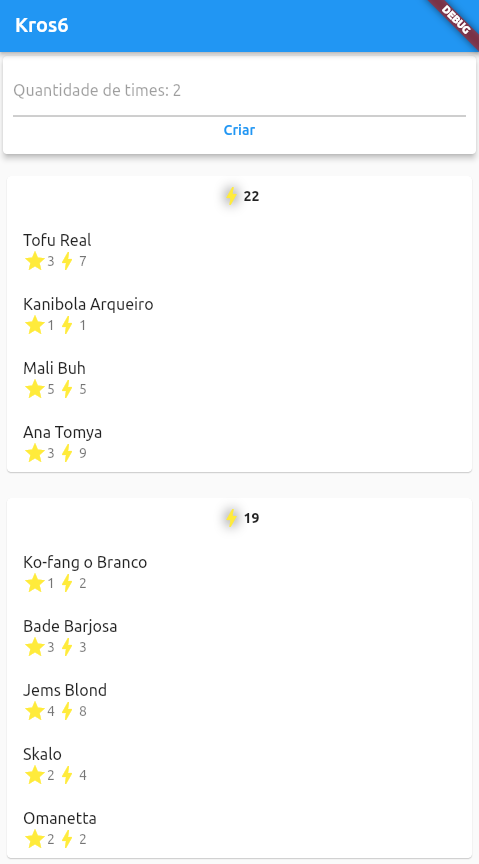 Kros6
DEBUG
Quantidade de times: 2
Criar
22
Tofu Real
3 7
Kanibola Arqueiro
1 1
Mali Buh
5 5
Ana Tomya
3 9
19
Ko-fang o Branco
1 2
Bade Barjosa
3 3
Jems Blond
4 8
Skalo
2 4
Omanetta
2 2